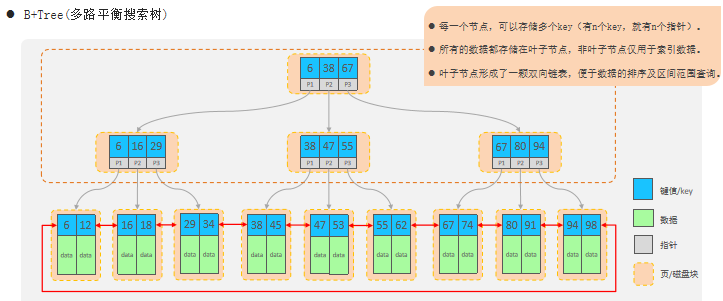 ● B+Tree(多路平衡搜索树)
● 每一个节点，可以存储多个key（有n个key，就有n个指针）。
● 所有的数据都存储在叶子节点，非叶子节点仅用于索引数据。
● 叶子节点形成了一颗双向链表，便于数据的排序及区间范围查询。
6 38 67
P1 P2 P3
6 16 29 38 47 55 67 80 94
P1 P2 P3 P1 P2 P3 P1 P2 P3
键信/key
6 12 16 18 29 34 38 45 47 53 55 62 67 74 80 91 94 98
数据
data data data data data data data data data data data data data data data data data data
指针
页/磁盘块